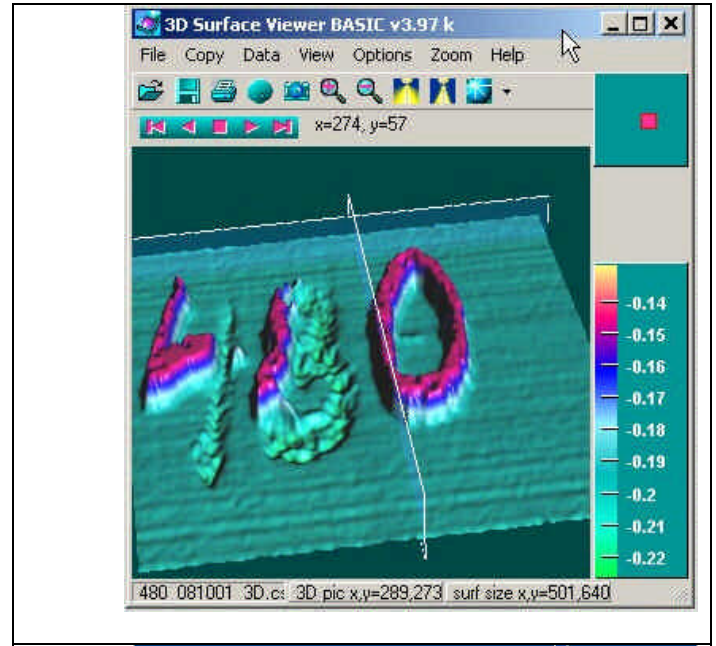 3D Surface Viewer BASIC v3.97 k
File Copy Data View Options Zoom Help
x=274, y=57
480
-0.14
-0.15
-0.16
-0.17
-0.18
-0.19
-0.2
-0.21
-0.22
480 081001 3D.c
3D pic x,y=289,273
surf size x,y=501,640